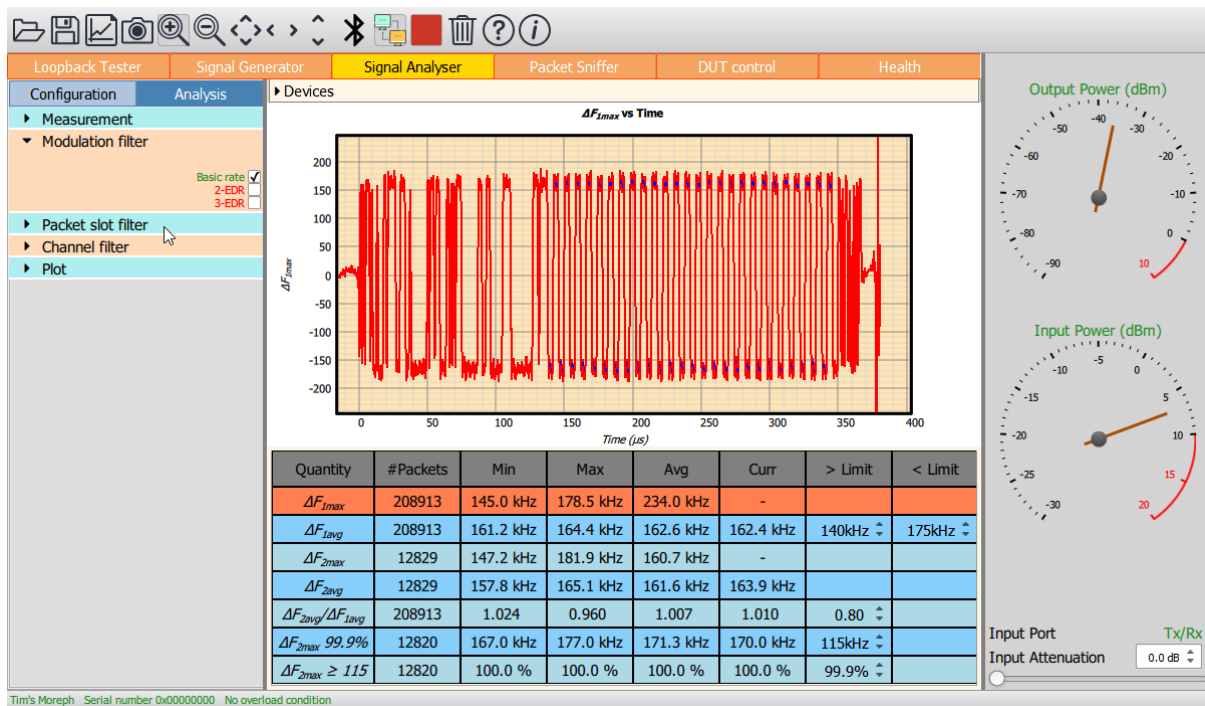 Loopback Tester Signal Generator Signal Analyser Packet Sniffer DUT control Health
Configuration Analysis
Measurement
Modulation filter
Basic rate
2-EDR
3-EDR
Packet slot filter
Channel filter
Plot
Devices
ΔF1max vs Time
ΔF1max
200
150
100
50
0
-50
-100
-150
-200
0 50 100 150 200 250 300 350 400
Time (µs)
Quantity #Packets Min Max Avg Curr > Limit < Limit
ΔF1max 208913 145.0 kHz 178.5 kHz 234.0 kHz -
ΔF1avg 208913 161.2 kHz 164.4 kHz 162.6 kHz 162.4 kHz 140kHz 175kHz
ΔF2max 12829 147.2 kHz 181.9 kHz 160.7 kHz -
ΔF2avg 12829 157.8 kHz 165.1 kHz 161.6 kHz 163.9 kHz
ΔF2avg/ΔF1avg 208913 1.024 0.960 1.007 1.010 0.80
ΔF2max 99.9% 12820 167.0 kHz 177.0 kHz 171.3 kHz 170.0 kHz 115kHz
ΔF2max ≥ 115 12820 100.0 % 100.0 % 100.0 % 100.0 % 99.9%
Output Power (dBm)
-90 -80 -70 -60 -50 -40 -30 -20 -10 0 10
Input Power (dBm)
-30 -25 -20 -15 -10 -5 0 5 10 15 20
Input Port Tx/Rx
Input Attenuation 0.0 dB
Tim's Moreph Serial number 0x00000000 No overload condition